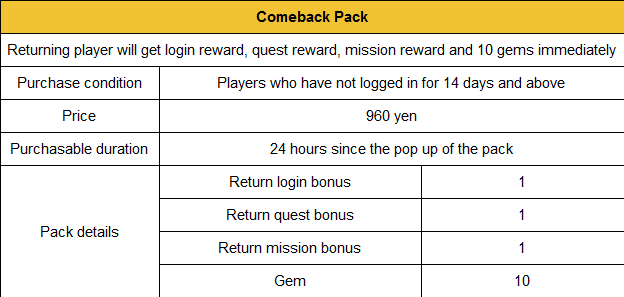 Comeback Pack
Returning player will get login reward, quest reward, mission reward and 10 gems immediately
Purchase condition Players who have not logged in for 14 days and above
Price 960 yen
Purchasable duration 24 hours since the pop up of the pack
Pack details
Return login bonus 1
Return quest bonus 1
Return mission bonus 1
Gem 10